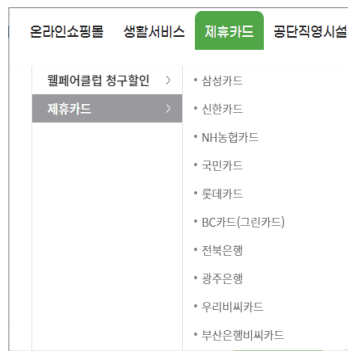 온라인쇼핑몰 생활서비스 제휴카드 공단직영시설
웰페어클럽 청구할인 >
제휴카드 >
• 삼성카드
• 신한카드
• NH농협카드
• 국민카드
• 롯데카드
• BC카드(그린카드)
• 전북은행
• 광주은행
• 우리비씨카드
• 부산은행비씨카드